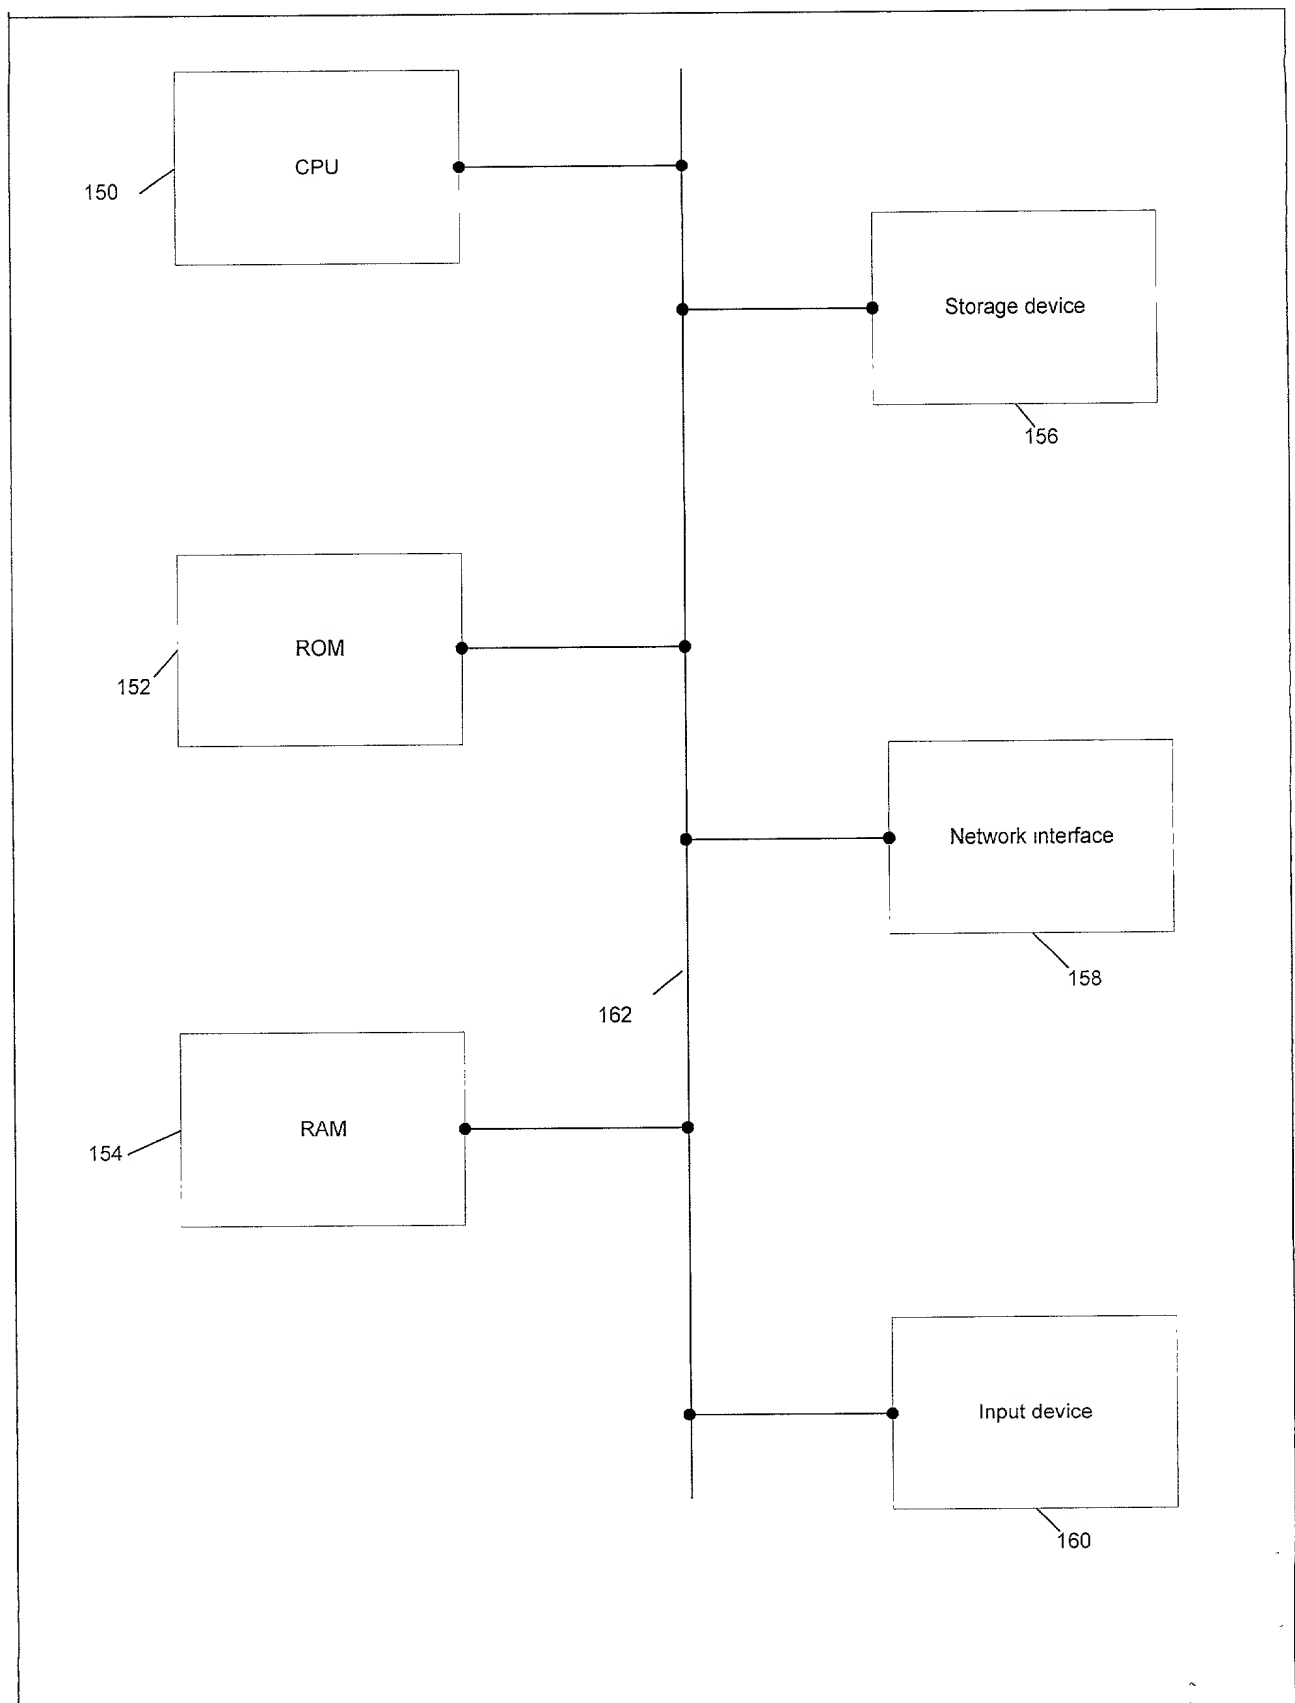 CPU
150
Storage device
156
ROM
152
Network interface
158
162
RAM
154
Input device
160